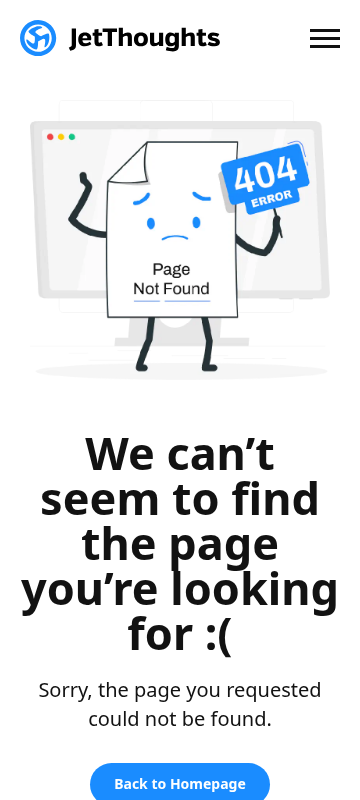 JetThoughts
404
ERROR
Page
Not Found
We can’t
seem to find
the page
you’re looking
for :(
Sorry, the page you requested
could not be found.
Back to Homepage